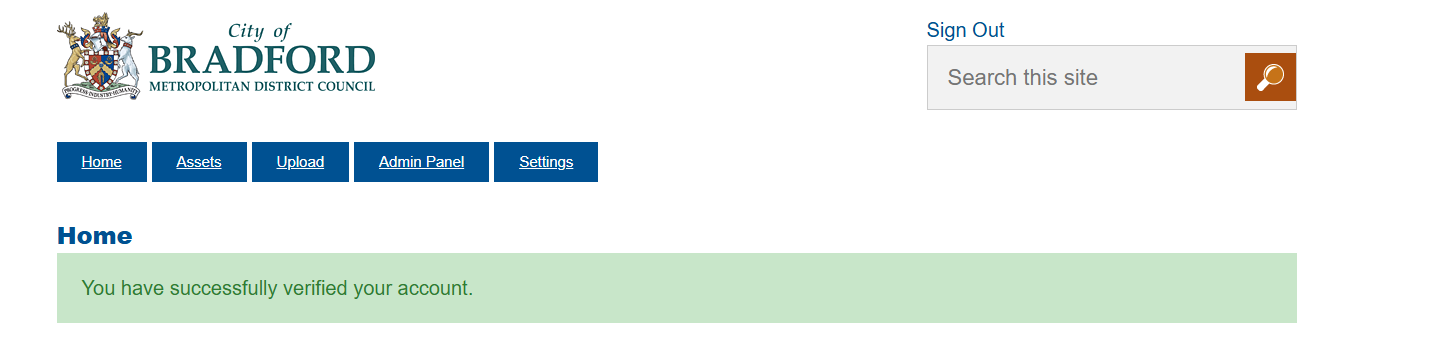 City of
BRADFORD
METROPOLITAN DISTRICT COUNCIL
PROGRESS·INDUSTRY·HUMANITY
Sign Out
Search this site
Home
Assets
Upload
Admin Panel
Settings
Home
You have successfully verified your account.